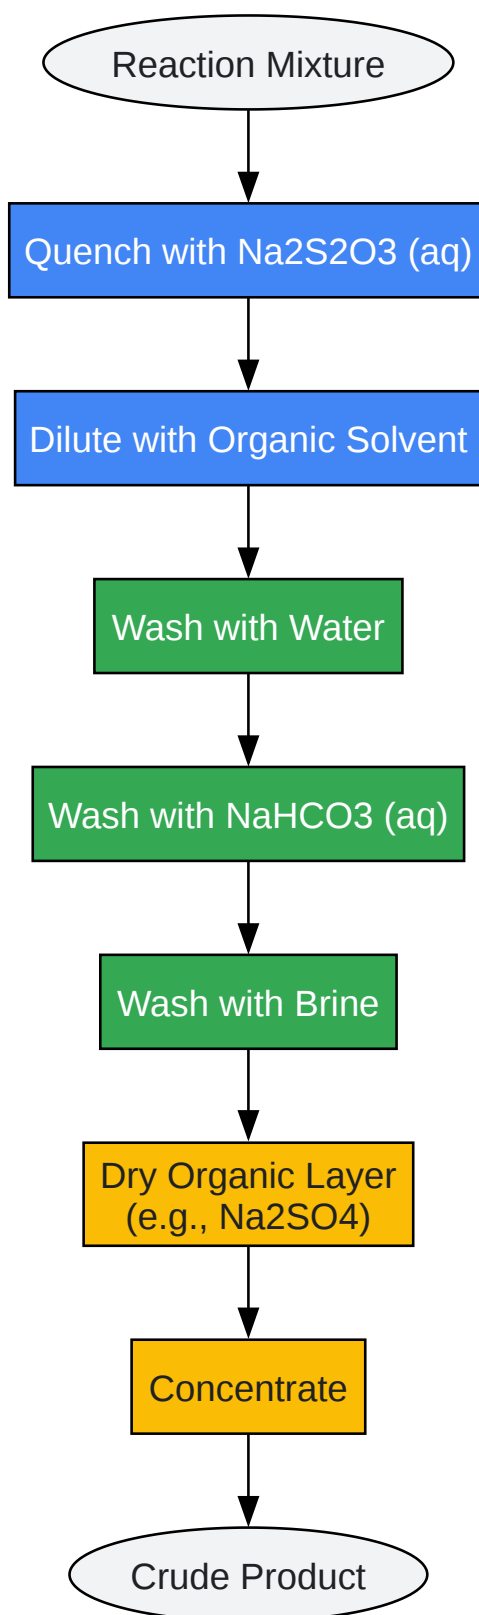 Reaction Mixture
Quench with Na2S2O3 (aq)
Dilute with Organic Solvent
Wash with Water
Wash with NaHCO3 (aq)
Wash with Brine
Dry Organic Layer
(e.g., Na2SO4)
Concentrate
Crude Product